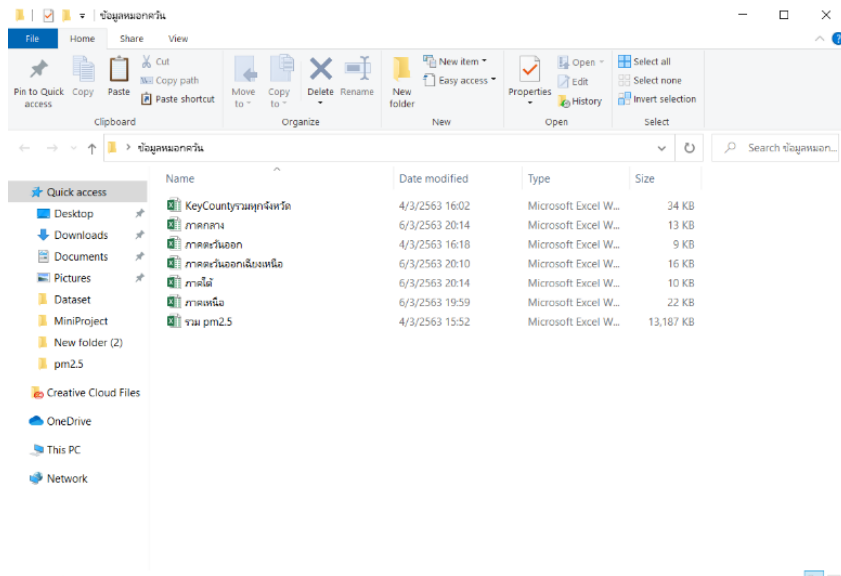 ข้อมูลหมอกควัน
File Home Share View
Pin to Quick access
Copy
Paste
Cut
Copy path
Paste shortcut
Move to
Copy to
Delete
Rename
New folder
New item
Easy access
Properties
Open
Edit
History
Select all
Select none
Invert selection
Clipboard Organize New Open Select
ข้อมูลหมอกควัน
Search ข้อมูลหมอก...
Name Date modified Type Size
Quick access
Desktop
Downloads
Documents
Pictures
Dataset
MiniProject
New folder (2)
pm2.5
Creative Cloud Files
OneDrive
This PC
Network
KeyCountyรวมทุกจังหวัด 4/3/2563 16:02 Microsoft Excel W... 34 KB
ภาคกลาง 6/3/2563 20:14 Microsoft Excel W... 13 KB
ภาคตะวันออก 4/3/2563 16:18 Microsoft Excel W... 9 KB
ภาคตะวันออกเฉียงเหนือ 6/3/2563 20:10 Microsoft Excel W... 16 KB
ภาคใต้ 6/3/2563 20:14 Microsoft Excel W... 10 KB
ภาคเหนือ 6/3/2563 19:59 Microsoft Excel W... 22 KB
รวม pm2.5 4/3/2563 15:52 Microsoft Excel W... 13,187 KB